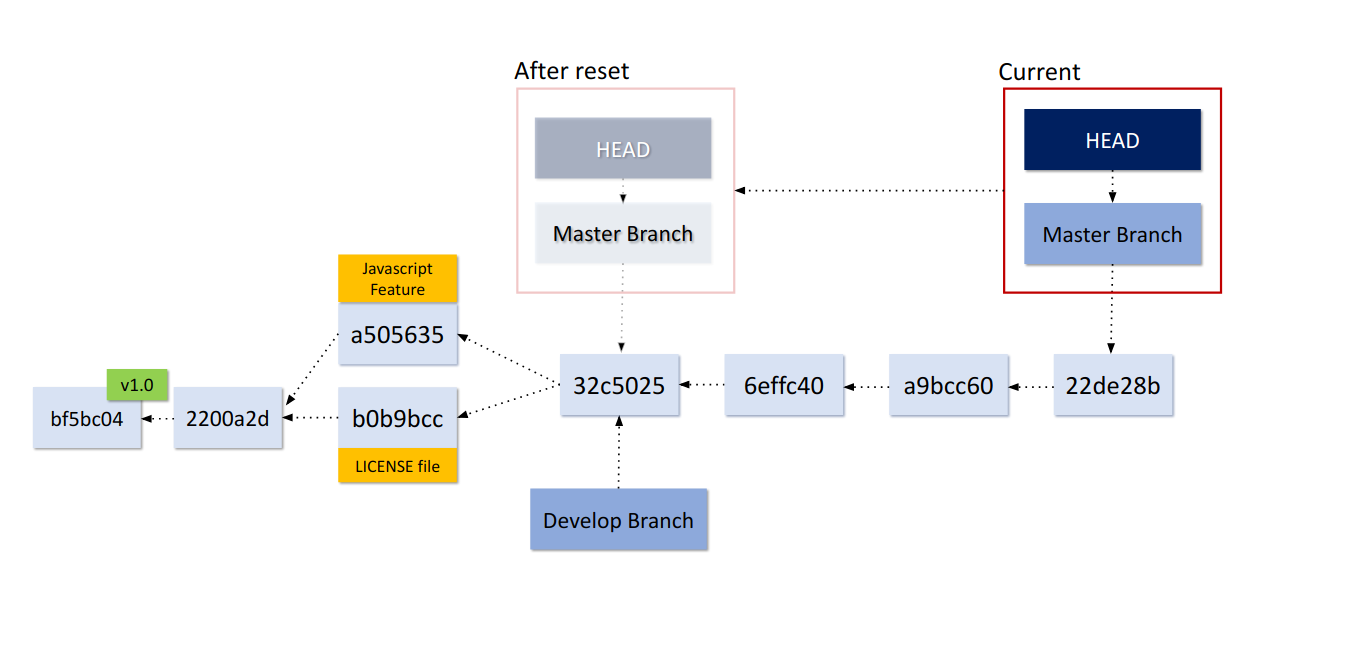 After reset
Current
HEAD
HEAD
Master Branch
Master Branch
Javascript
Feature
a505635
32c5025
6effc40
a9bcc60
22de28b
v1.0
bf5bc04
2200a2d
b0b9bcc
LICENSE file
Develop Branch